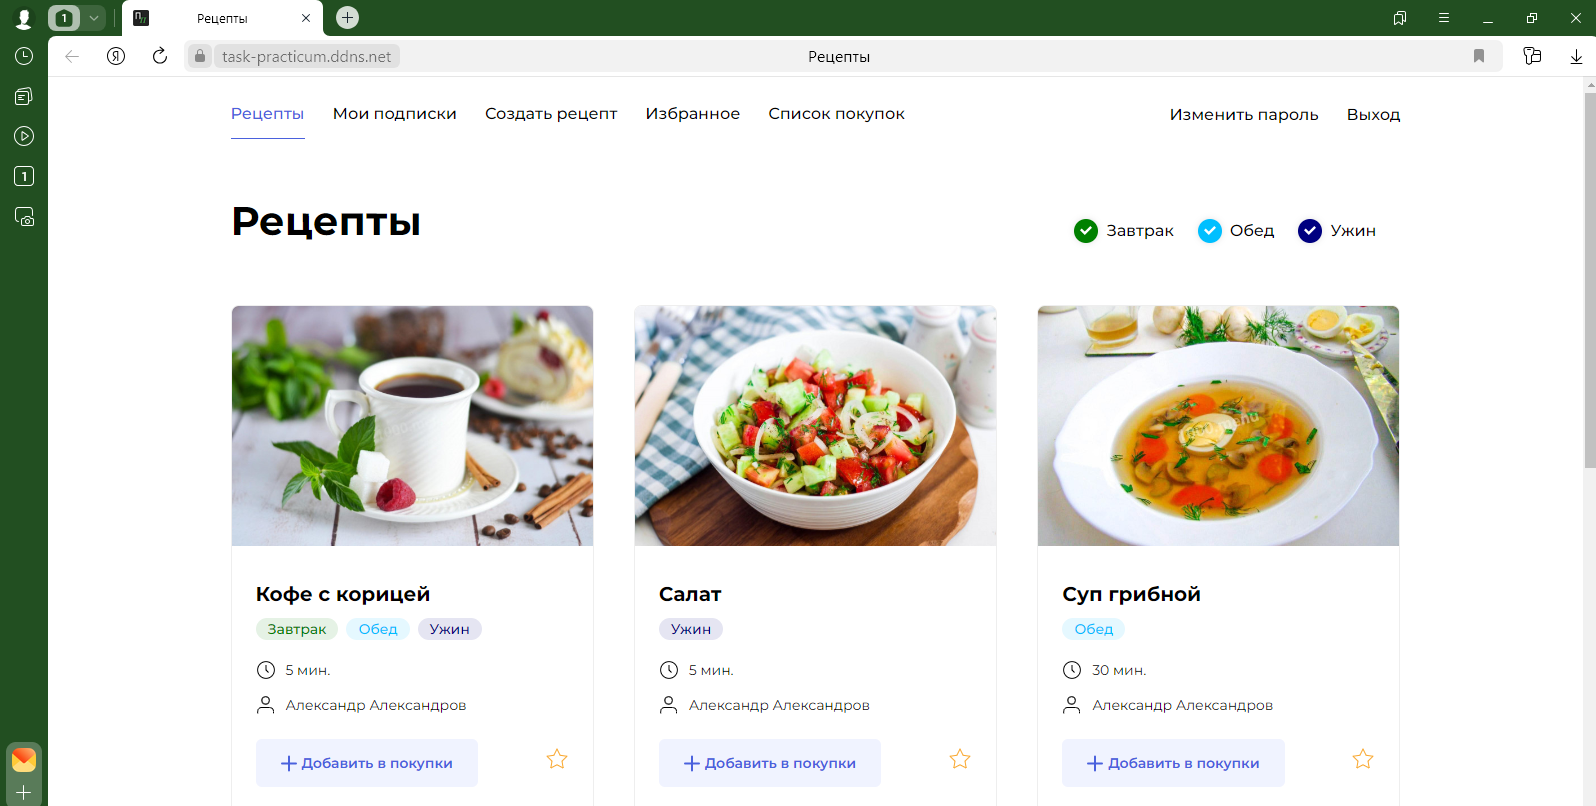 1
Рецепты
Я
task-practicum.ddns.net
Рецепты
1
Рецепты Мои подписки Создать рецепт Избранное Список покупок Изменить пароль Выход
Рецепты
Завтрак Обед Ужин
Кофе с корицей
Завтрак Обед Ужин
5 мин.
Александр Александров
Добавить в покупки
Салат
Ужин
5 мин.
Александр Александров
Добавить в покупки
Суп грибной
Обед
30 мин.
Александр Александров
Добавить в покупки